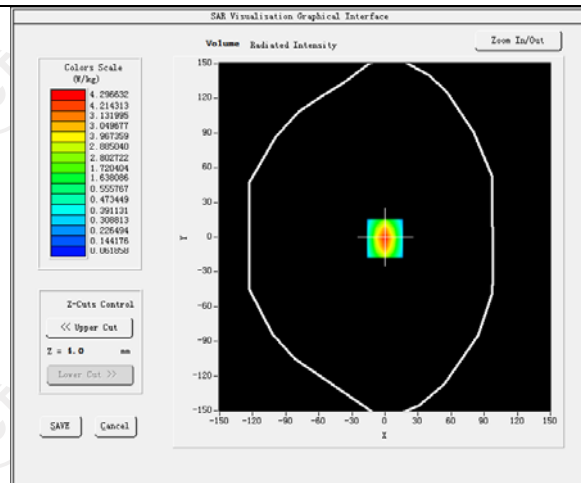 SAR Visualisation Graphical Interface
Volume Radiated Intensity
Zoom In/Out
Colors Scale
(W/kg)
4.296632
4.214313
3.131995
3.049677
3.967359
2.885040
2.802722
1.720404
1.638086
0.555767
0.473449
0.391131
0.308813
0.226494
0.144176
0.061858
Z-Cuts Control
<< Upper Cut
Z = 4.0 mm
Lower Cut >>
SAVE
Cancel
150
120
90
60
30
0
-30
-60
-90
-120
-150
Y
-150 -120 -90 -60 -30 0 30 60 90 120 150
X